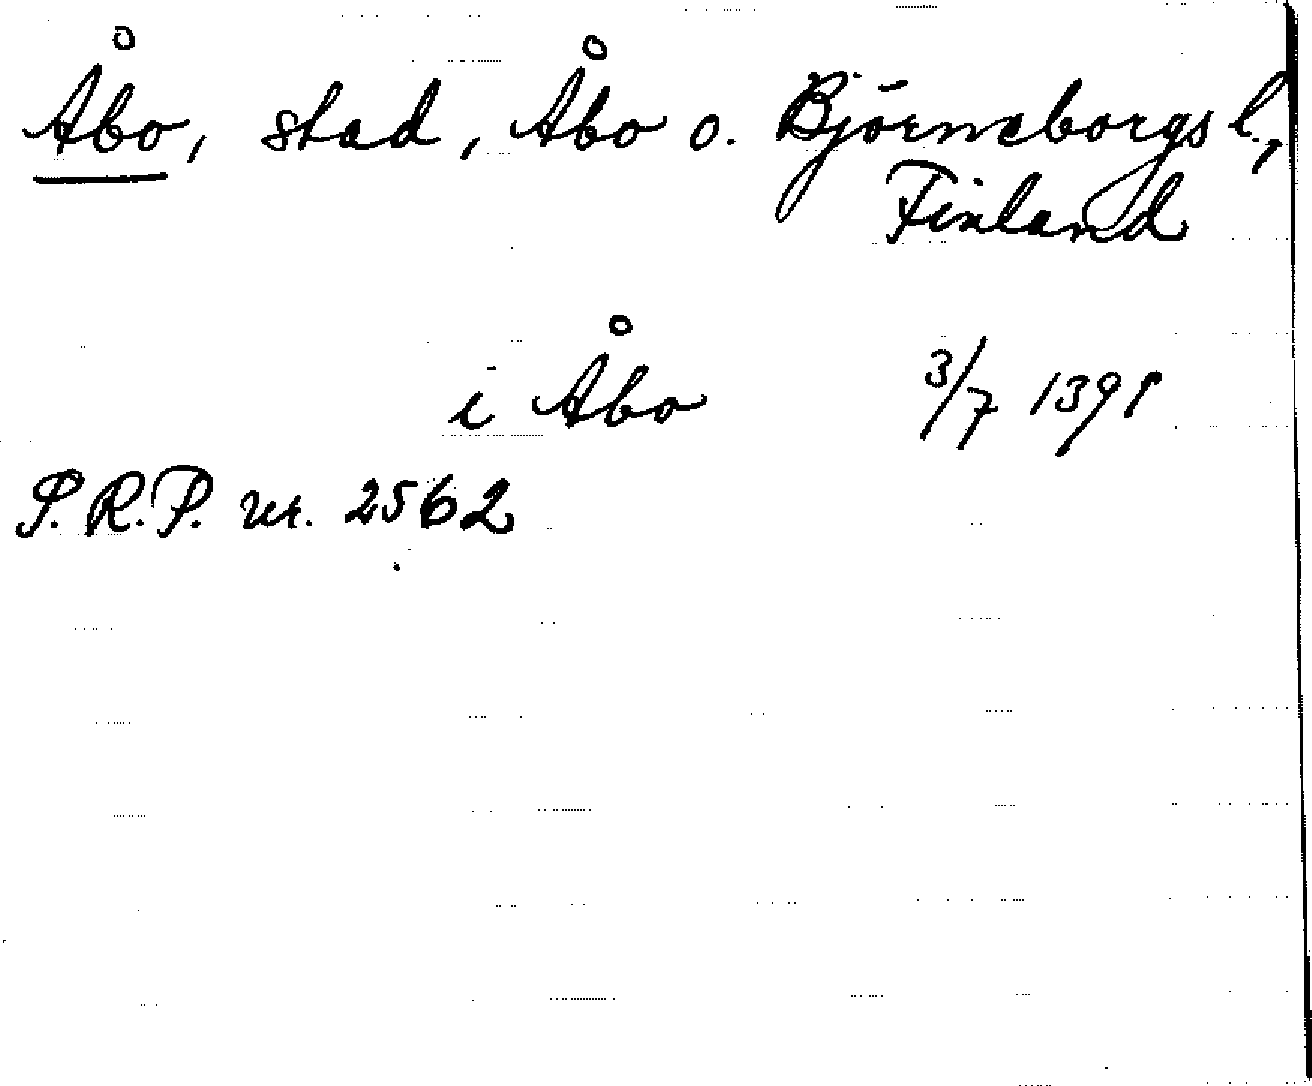 Åbo, stad, Åbo o. Björneborgs l.,
Finland
i Åbo 3/7 1391
S.R.P. nr. 2562